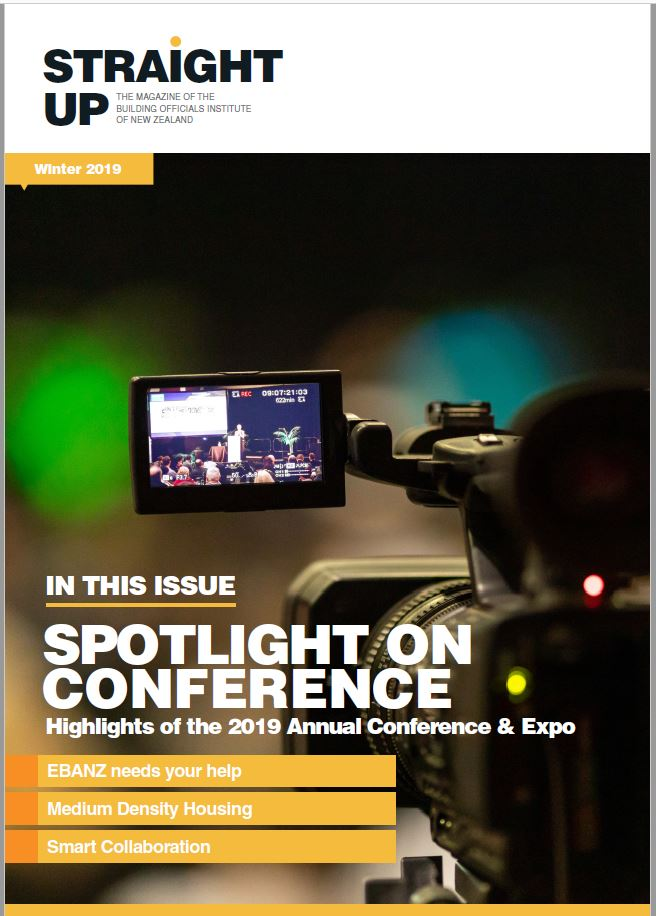 STRAIGHT
UP
THE MAGAZINE OF THE
BUILDING OFFICIALS INSTITUTE
OF NEW ZEALAND
Winter 2019
REC
09:07:21:03
622min
F3.7
IN THIS ISSUE
SPOTLIGHT ON
CONFERENCE
Highlights of the 2019 Annual Conference & Expo
EBANZ needs your help
Medium Density Housing
Smart Collaboration